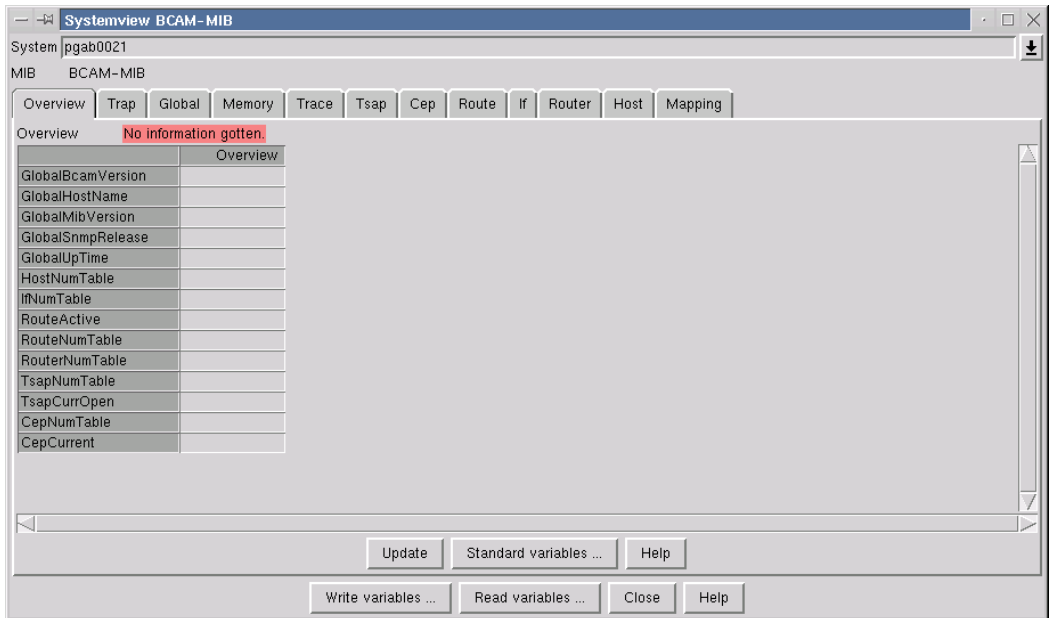 Systemview BCAM-MIB
System pgab0021
MIB BCAM-MIB
Overview Trap Global Memory Trace Tsap Cep Route If Router Host Mapping
Overview No information gotten.
Overview
GlobalBcamVersion
GlobalHostName
GlobalMibVersion
GlobalSnmpRelease
GlobalUpTime
HostNumTable
IfNumTable
RouteActive
RouteNumTable
RouterNumTable
TsapNumTable
TsapCurrOpen
CepNumTable
CepCurrent
Update Standard variables ... Help
Write variables ... Read variables ... Close Help